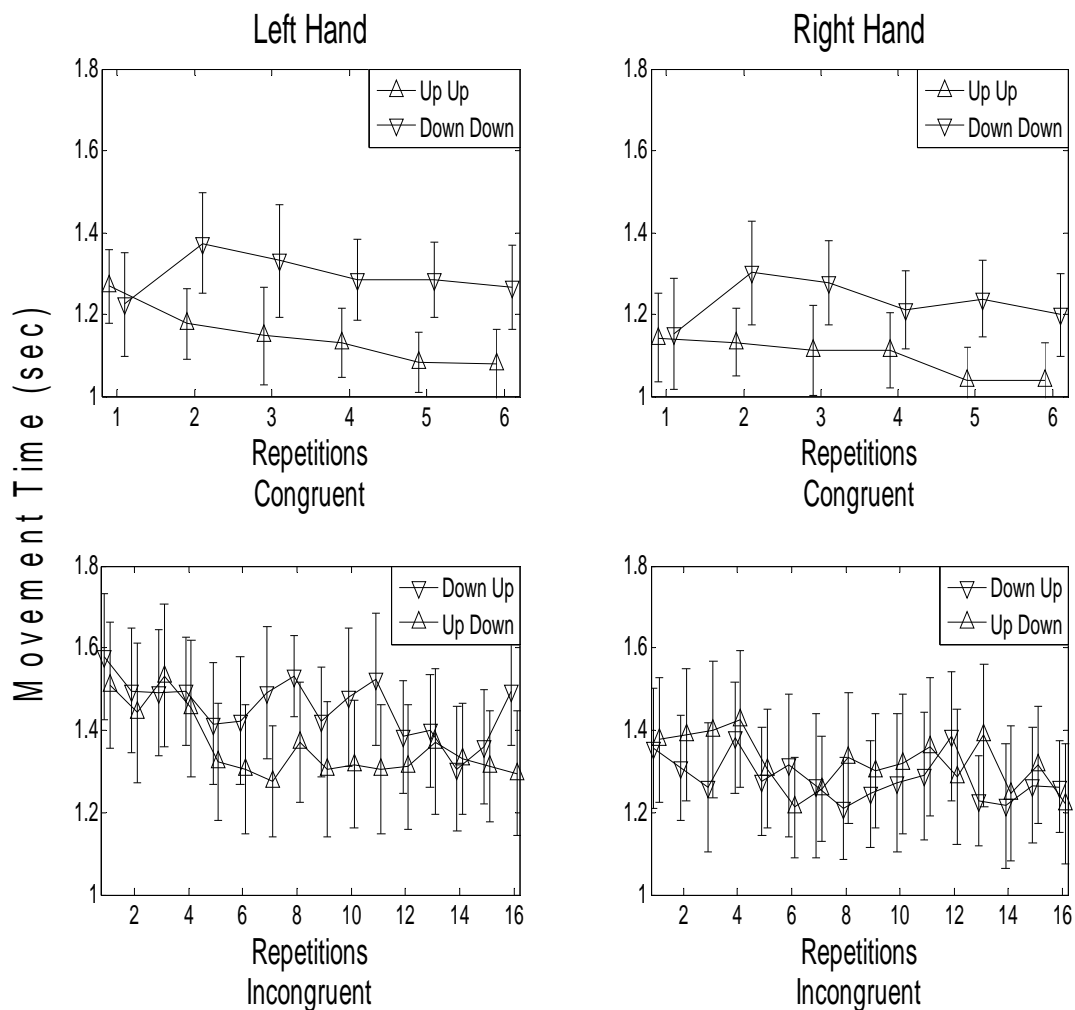 Left Hand
Right Hand
Movement Time (sec)
1.8
1.6
1.4
1.2
1
Up Up
Down Down
1 2 3 4 5 6
Repetitions
Congruent
1.8
1.6
1.4
1.2
1
Up Up
Down Down
1 2 3 4 5 6
Repetitions
Congruent
1.8
1.6
1.4
1.2
1
Down Up
Up Down
2 4 6 8 10 12 14 16
Repetitions
Incongruent
1.8
1.6
1.4
1.2
1
Down Up
Up Down
2 4 6 8 10 12 14 16
Repetitions
Incongruent